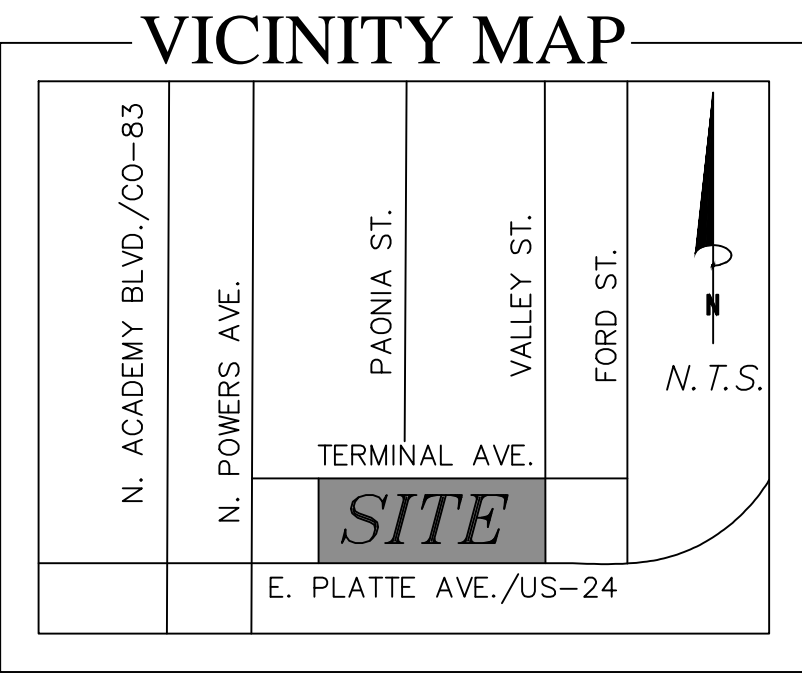 VICINITY MAP
N. ACADEMY BLVD./CO-83
N. POWERS AVE.
PAONIA ST.
VALLEY ST.
FORD ST.
N
N.T.S.
TERMINAL AVE.
SITE
E. PLATTE AVE./US-24